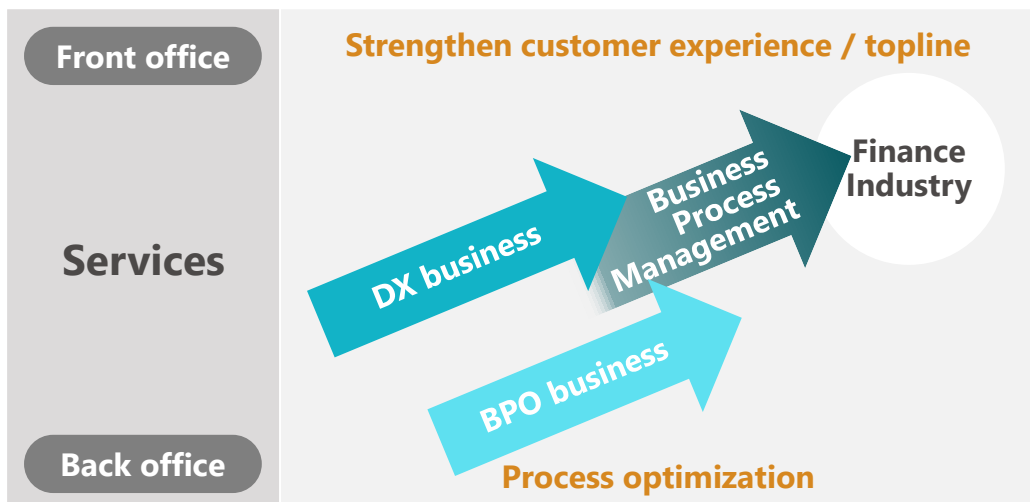 Front office
Strengthen customer experience / topline
Finance
Industry
Business
Process
Management
DX business
Services
BPO business
Back office
Process optimization